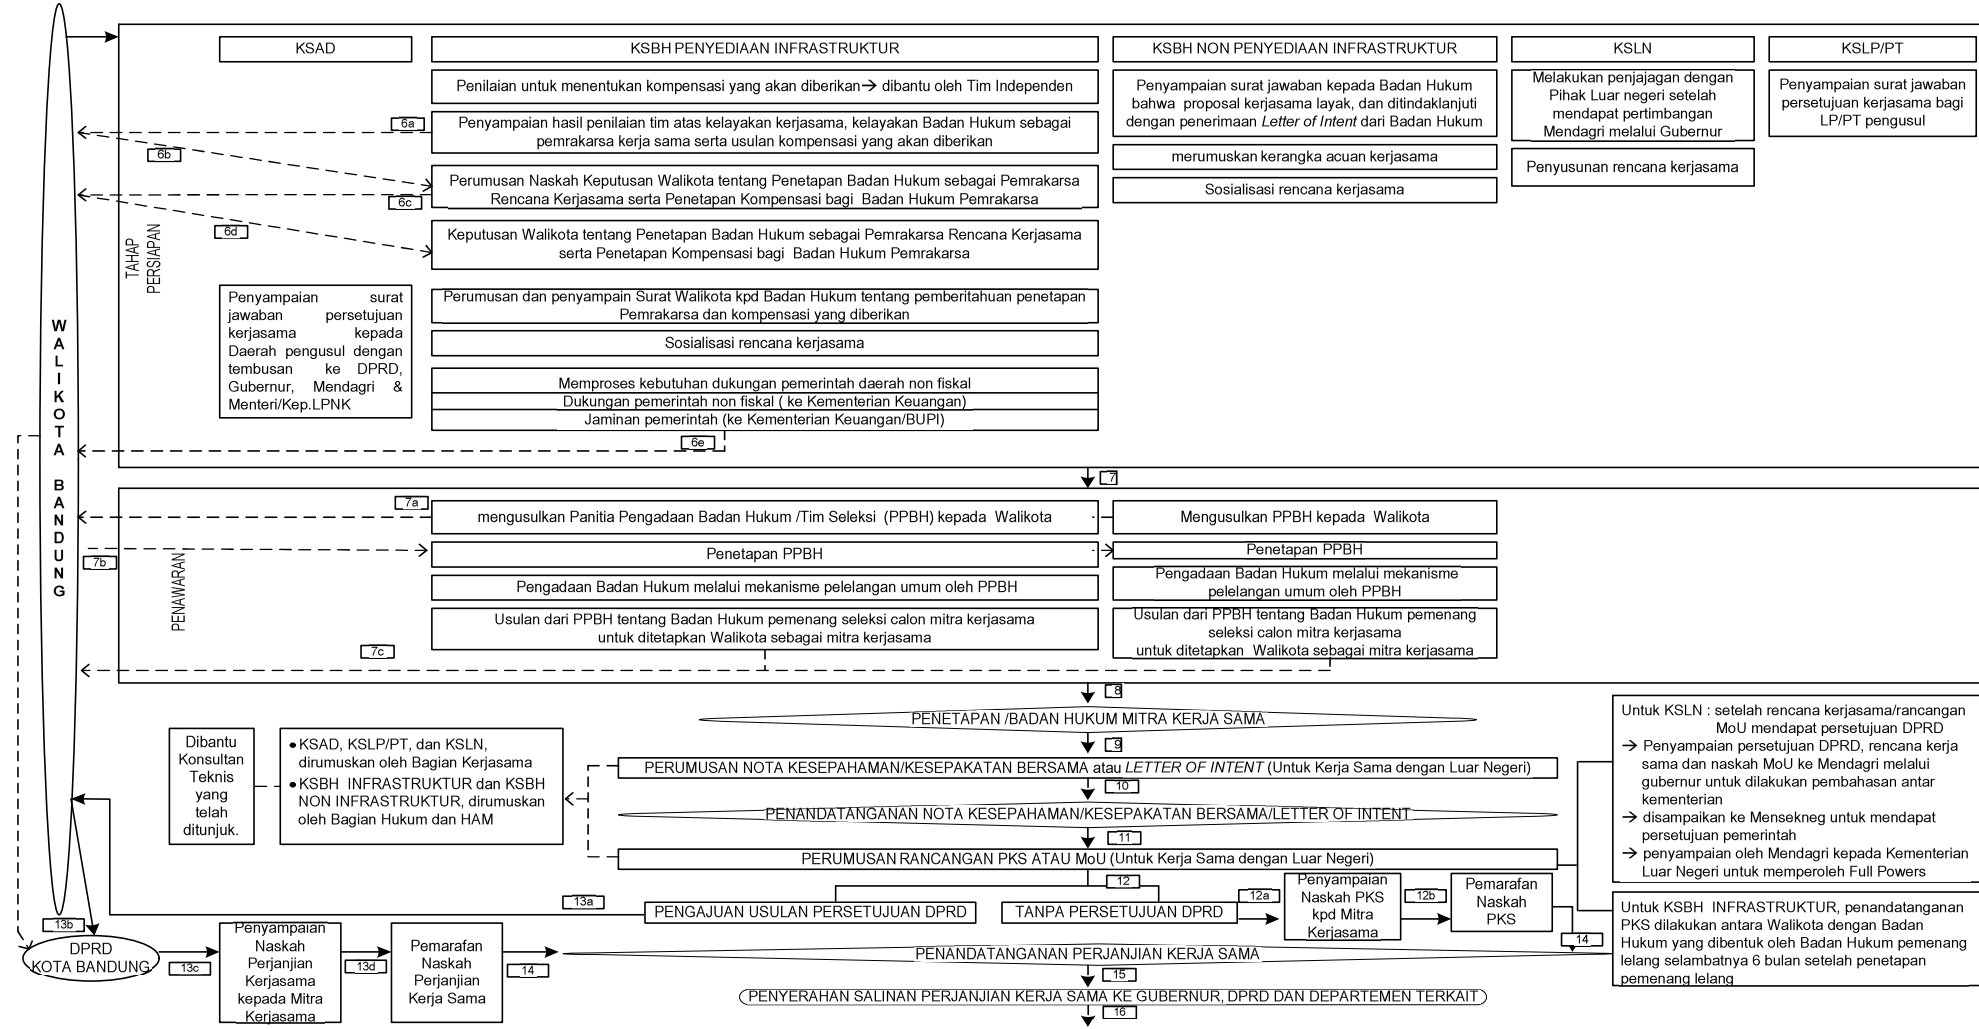 KSAD
KSBH PENYEDIAAN INFRASTRUKTUR
KSBH NON PENYEDIAAN INFRASTRUKTUR
KSLN
KSLP/PT
Penilaian untuk menentukan kompensasi yang akan diberikan→ dibantu oleh Tim Independen
6a
Penyampaian hasil penilaian tim atas kelayakan kerjasama, kelayakan Badan Hukum sebagai
pemrakarsa kerja sama serta usulan kompensasi yang akan diberikan
6b
Perumusan Naskah Keputusan Walikota tentang Penetapan Badan Hukum sebagai Pemrakarsa
Rencana Kerjasama serta Penetapan Kompensasi bagi Badan Hukum Pemrakarsa
6c
6d
Keputusan Walikota tentang Penetapan Badan Hukum sebagai Pemrakarsa Rencana Kerjasama
serta Penetapan Kompensasi bagi Badan Hukum Pemrakarsa
Penyampaian surat jawaban kepada Badan Hukum
bahwa proposal kerjasama layak, dan ditindaklanjuti
dengan penerimaan Letter of Intent dari Badan Hukum
merumuskan kerangka acuan kerjasama
Sosialisasi rencana kerjasama
Melakukan penjajagan dengan
Pihak Luar negeri setelah
mendapat pertimbangan
Mendagri melalui Gubernur
Penyusunan rencana kerjasama
Penyampaian surat jawaban
persetujuan kerjasama bagi
LP/PT pengusul
TAHAP
PERSIAPAN
Penyampaian surat
jawaban persetujuan
kerjasama kepada
Daerah pengusul dengan
tembusan ke DPRD,
Gubernur, Mendagri &
Menteri/Kep.LPNK
Perumusan dan penyampain Surat Walikota kpd Badan Hukum tentang pemberitahuan penetapan
Pemrakarsa dan kompensasi yang diberikan
Sosialisasi rencana kerjasama
Memproses kebutuhan dukungan pemerintah daerah non fiskal
Dukungan pemerintah non fiskal ( ke Kementerian Keuangan)
Jaminan pemerintah (ke Kementerian Keuangan/BUPI)
6e
WALIKOTA BANDUNG
7
7a
mengusulkan Panitia Pengadaan Badan Hukum /Tim Seleksi (PPBH) kepada Walikota
Mengusulkan PPBH kepada Walikota
7b
Penetapan PPBH
Penetapan PPBH
PENAWARAN
Pengadaan Badan Hukum melalui mekanisme pelelangan umum oleh PPBH
Pengadaan Badan Hukum melalui mekanisme
pelelangan umum oleh PPBH
Usulan dari PPBH tentang Badan Hukum pemenang seleksi calon mitra kerjasama
untuk ditetapkan Walikota sebagai mitra kerjasama
Usulan dari PPBH tentang Badan Hukum pemenang
seleksi calon mitra kerjasama
untuk ditetapkan Walikota sebagai mitra kerjasama
7c
8
PENETAPAN /BADAN HUKUM MITRA KERJA SAMA
9
Dibantu
Konsultan
Teknis
yang
telah
ditunjuk.
● KSAD, KSLP/PT, dan KSLN,
dirumuskan oleh Bagian Kerjasama
● KSBH INFRASTRUKTUR dan KSBH
NON INFRASTRUKTUR, dirumuskan
oleh Bagian Hukum dan HAM
PERUMUSAN NOTA KESEPAHAMAN/KESEPAKATAN BERSAMA atau LETTER OF INTENT (Untuk Kerja Sama dengan Luar Negeri)
10
PENANDATANGANAN NOTA KESEPAHAMAN/KESEPAKATAN BERSAMA/LETTER OF INTENT
11
PERUMUSAN RANCANGAN PKS ATAU MoU (Untuk Kerja Sama dengan Luar Negeri)
12
Untuk KSLN : setelah rencana kerjasama/rancangan
MoU mendapat persetujuan DPRD
→ Penyampaian persetujuan DPRD, rencana kerja
sama dan naskah MoU ke Mendagri melalui
gubernur untuk dilakukan pembahasan antar
kementerian
→ disampaikan ke Mensekneg untuk mendapat
persetujuan pemerintah
→ penyampaian oleh Mendagri kepada Kementerian
Luar Negeri untuk memperoleh Full Powers
13a
PENGAJUAN USULAN PERSETUJUAN DPRD
TANPA PERSETUJUAN DPRD
12a
Penyampaian
Naskah PKS
kpd Mitra
Kerjasama
12b
Pemarafan
Naskah
PKS
14
Untuk KSBH INFRASTRUKTUR, penandatanganan
PKS dilakukan antara Walikota dengan Badan
Hukum yang dibentuk oleh Badan Hukum pemenang
lelang selambatnya 6 bulan setelah penetapan
pemenang lelang
13b
DPRD
KOTA BANDUNG
13c
Penyampaian
Naskah
Perjanjian
Kerjasama
kepada Mitra
Kerjasama
13d
Pemarafan
Naskah
Perjanjian
Kerja Sama
14
PENANDATANGANAN PERJANJIAN KERJA SAMA
15
PENYERAHAN SALINAN PERJANJIAN KERJA SAMA KE GUBERNUR, DPRD DAN DEPARTEMEN TERKAIT
16